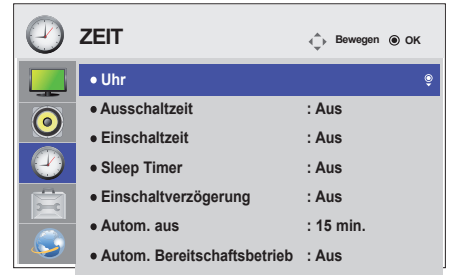 ZEIT Bewegen OK
• Uhr
• Ausschaltzeit : Aus
• Einschaltzeit : Aus
• Sleep Timer : Aus
• Einschaltverzögerung : Aus
• Autom. aus : 15 min.
• Autom. Bereitschaftsbetrieb : Aus